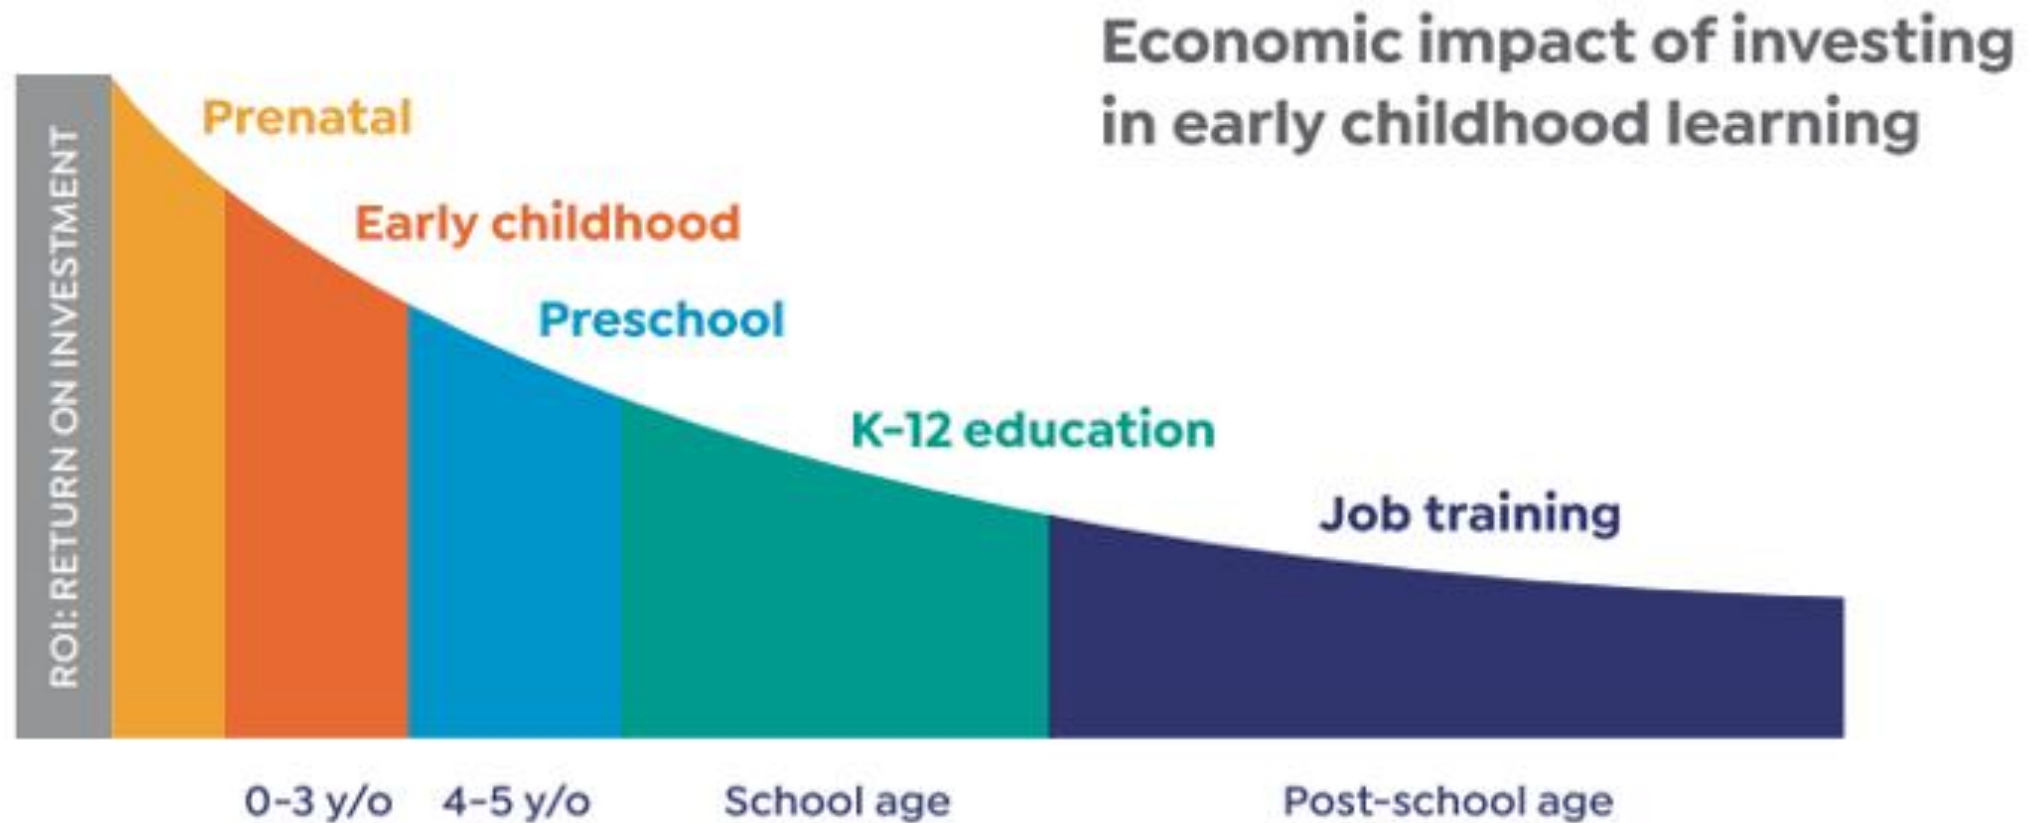 Economic impact of investing
in early childhood learning
ROI: RETURN ON INVESTMENT
Prenatal
Early childhood
Preschool
K-12 education
Job training
0-3 y/o
4-5 y/o
School age
Post-school age